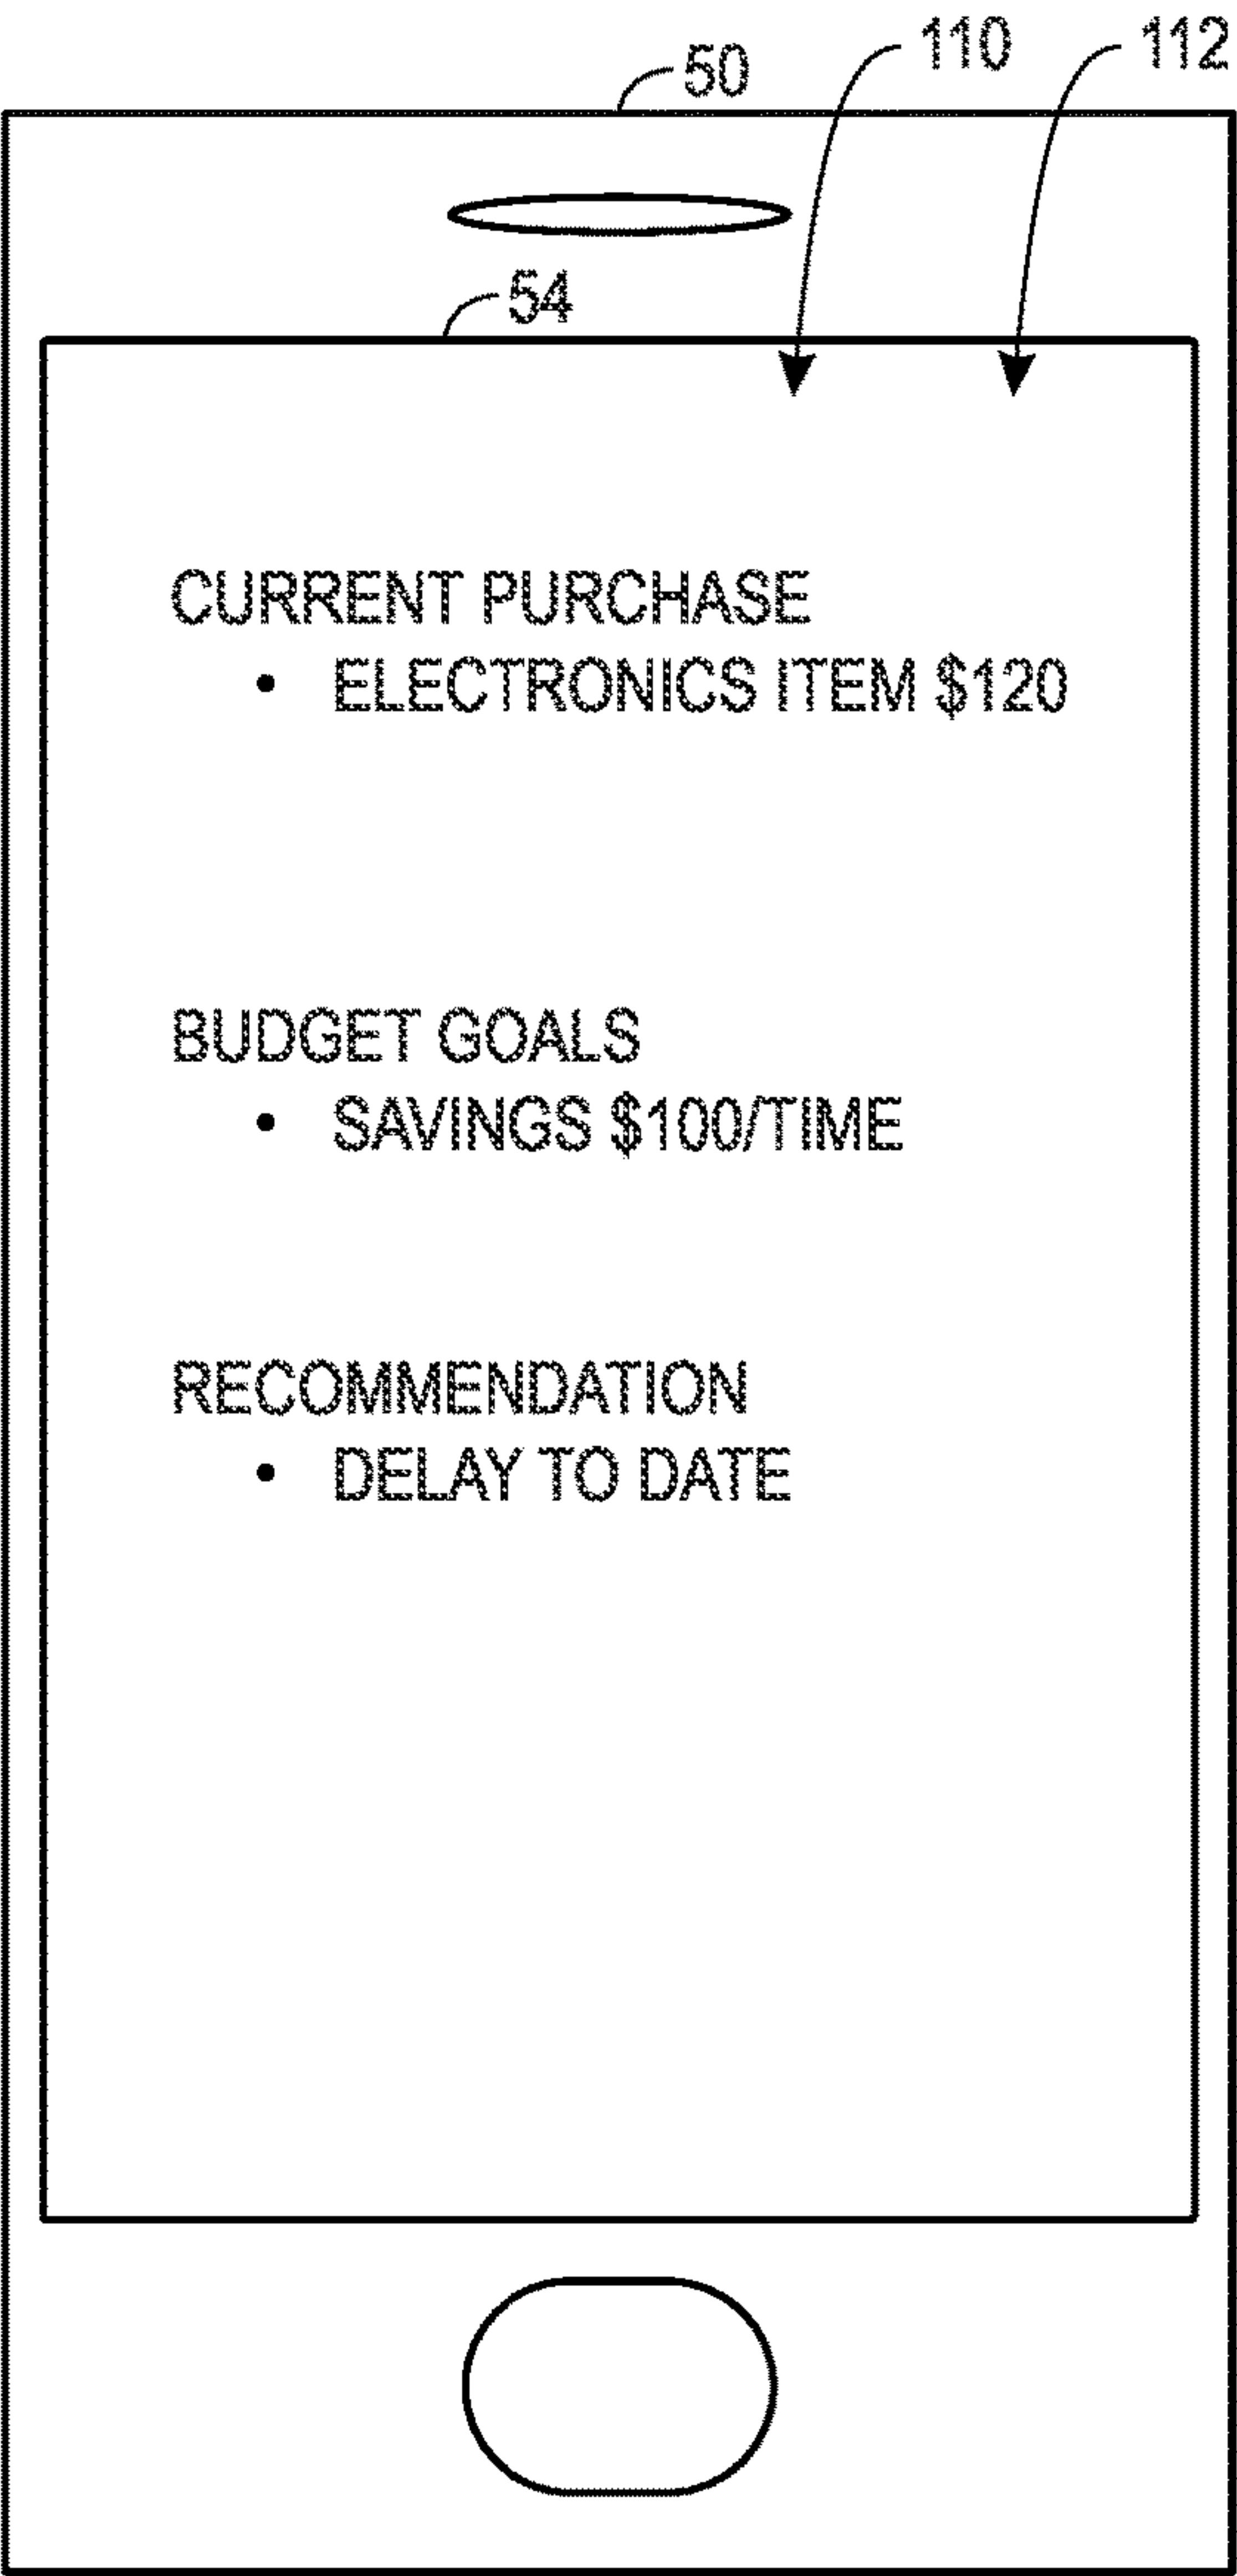 110
112
50
54
CURRENT PURCHASE
• ELECTRONICS ITEM $120
BUDGET GOALS
• SAVINGS $100/TIME
RECOMMENDATION
• DELAY TO DATE